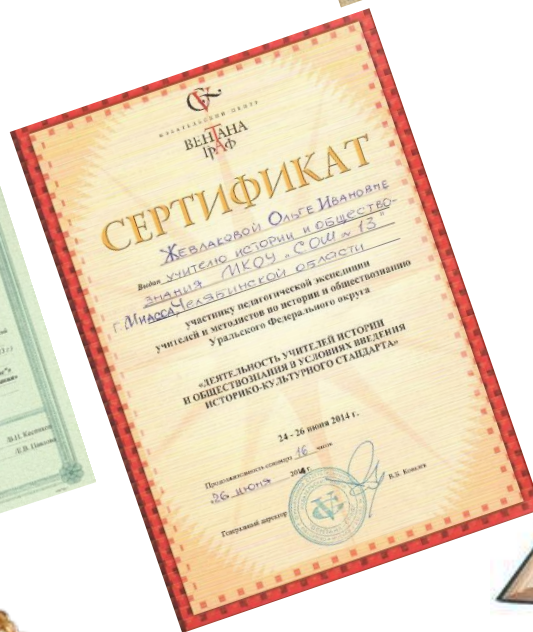 ИЗДАТЕЛЬСКИЙ ЦЕНТР
ВЕНТАНА
ГРАФ
СЕРТИФИКАТ
Жевлаковой Ольге Ивановне
Выдан учителю истории и общество-
знания МКОУ „СОШ № 13"
г. Миасса Челябинской области
участнику педагогической экспедиции
учителей и методистов по истории и обществознанию
Уральского Федерального округа
«ДЕЯТЕЛЬНОСТЬ УЧИТЕЛЕЙ ИСТОРИИ
И ОБЩЕСТВОЗНАНИЯ В УСЛОВИЯХ ВВЕДЕНИЯ
ИСТОРИКО-КУЛЬТУРНОГО СТАНДАРТА»
24 - 26 июня 2014 г.
Продолжительность семинара 16 часов
„26 июня 2014 г.
Генеральный директор В.Б. Ковалев